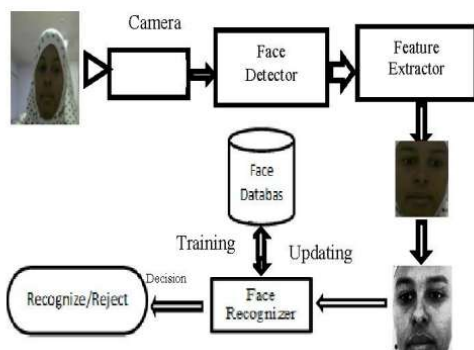 Camera
Face
Detector
Feature
Extractor
Face
Databas
Training
Updating
Decision
Recognize/Reject
Face
Recognizer